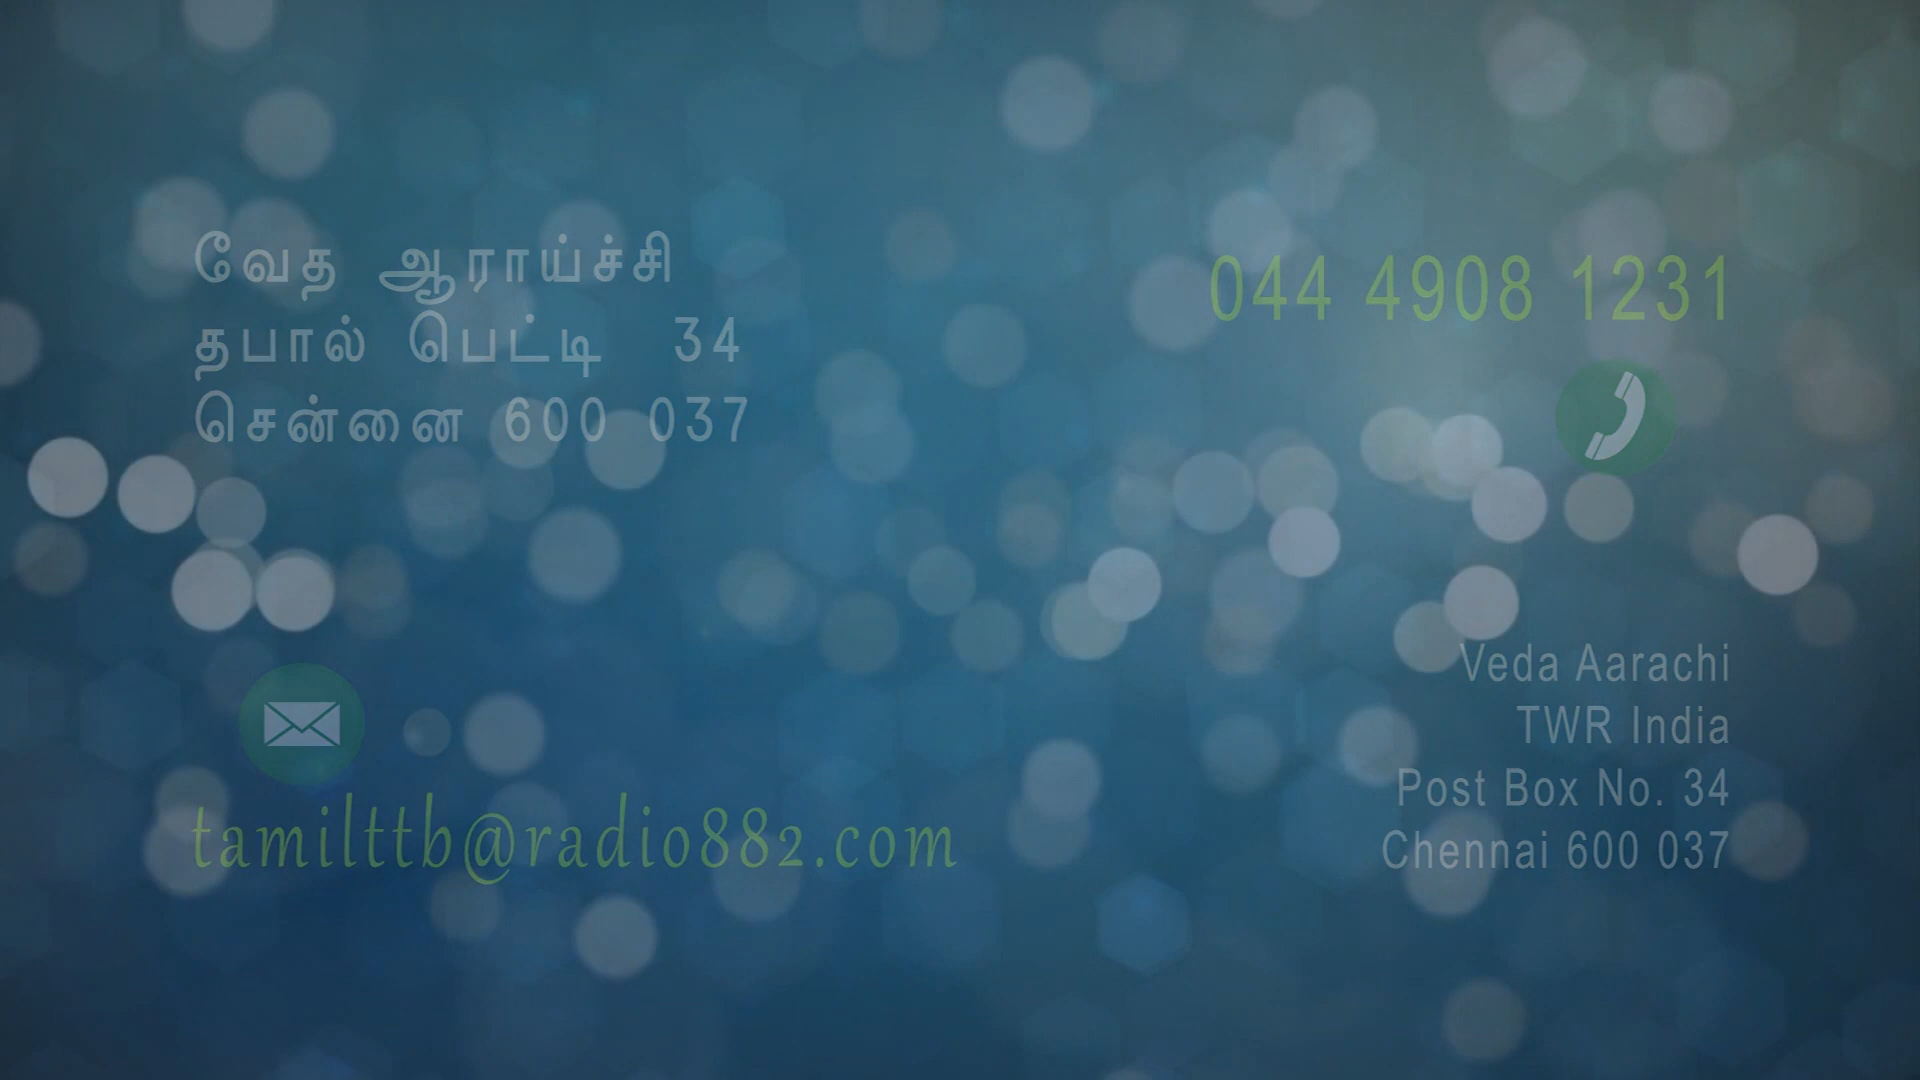 வேத ஆராய்ச்சி
தபால் பெட்டி 34
சென்னை 600 037
044 4908 1231
tamilttb@radio882.com
Veda Aarachi
TWR India
Post Box No. 34
Chennai 600 037